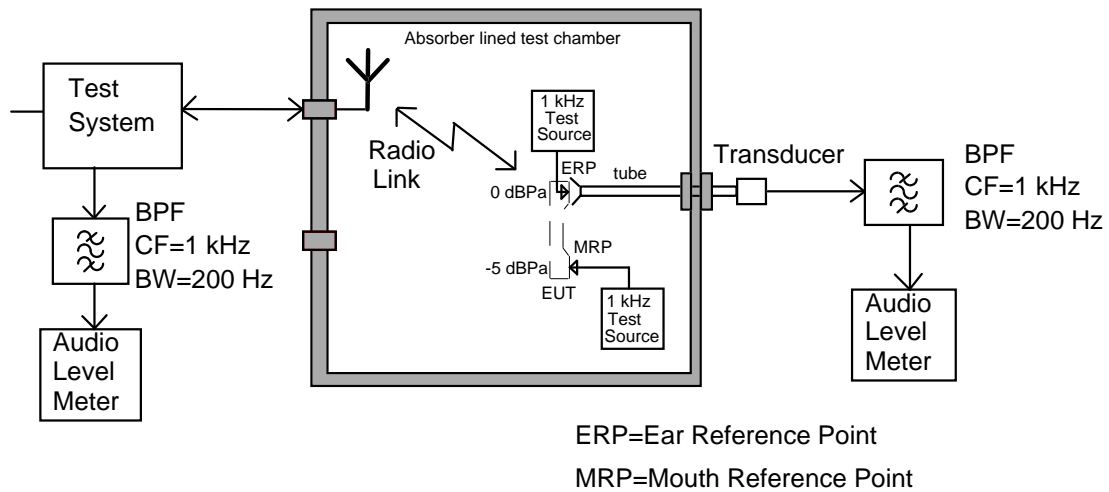 Absorber lined test chamber
Test
System
Radio
Link
1 kHz
Test
Source
ERP
0 dBPa
tube
Transducer
BPF
CF=1 kHz
BW=200 Hz
BPF
CF=1 kHz
BW=200 Hz
MRP
-5 dBPa
EUT
1 kHz
Test
Source
Audio
Level
Meter
Audio
Level
Meter
ERP=Ear Reference Point
MRP=Mouth Reference Point